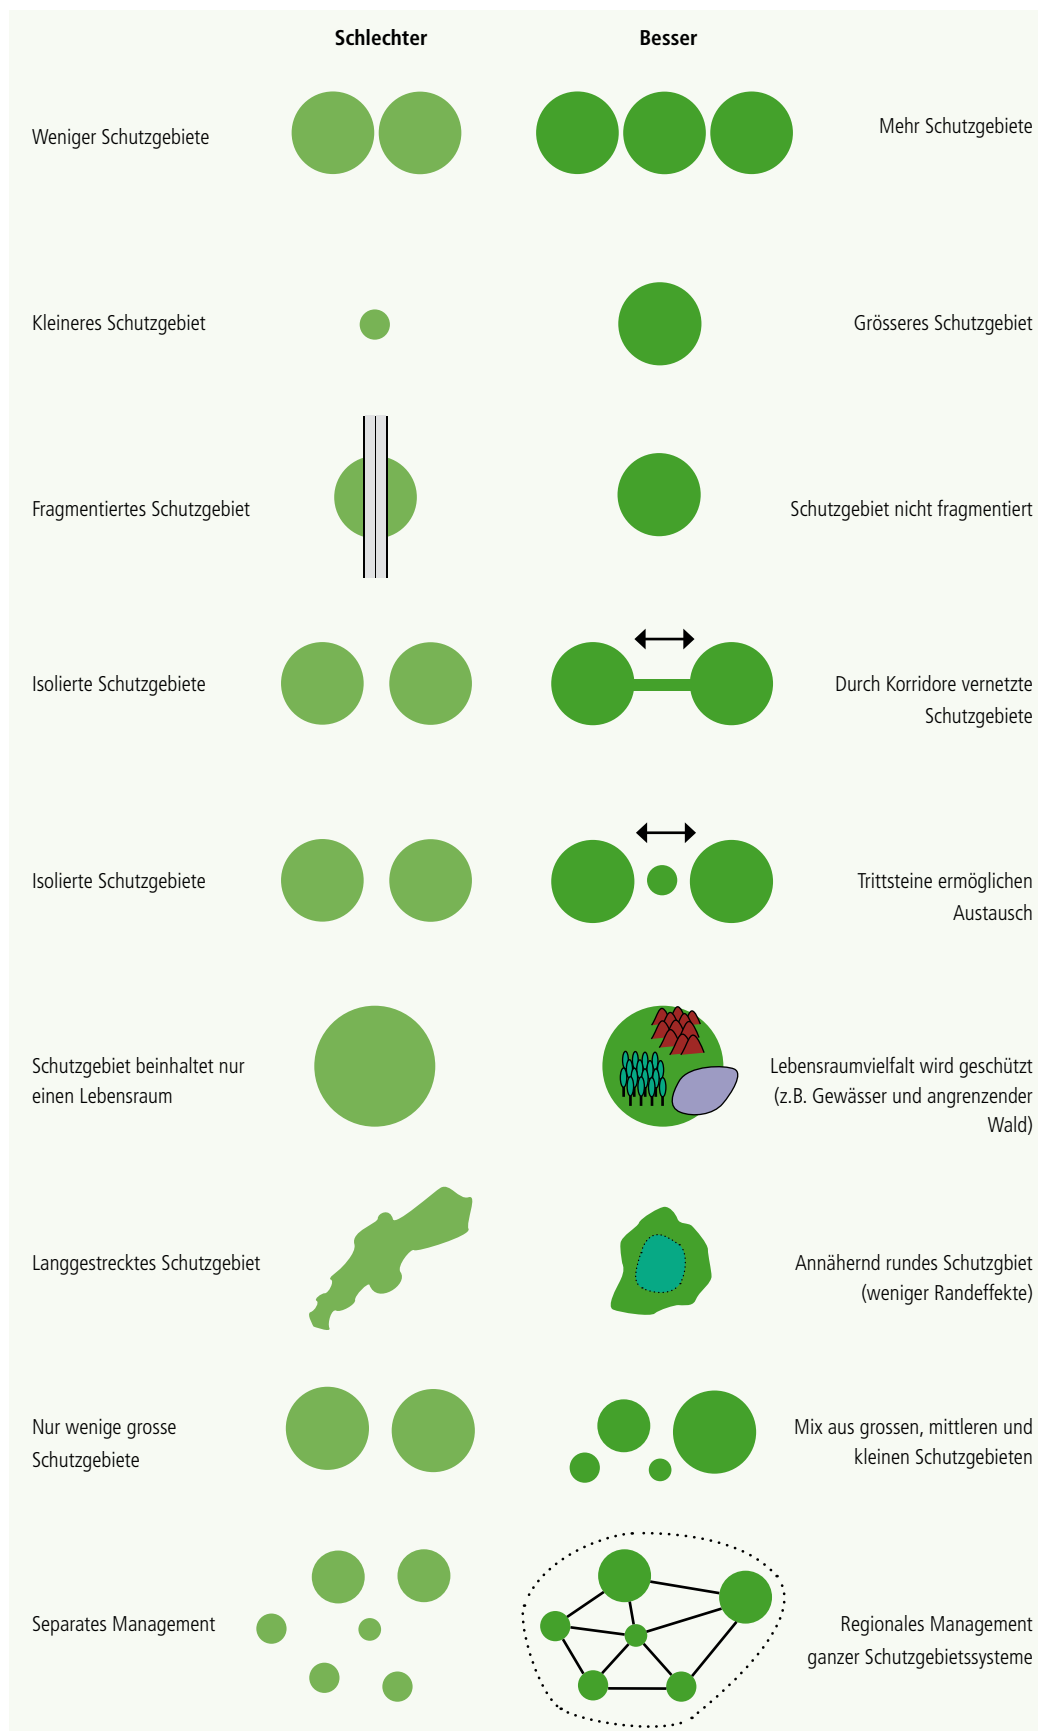 Schlechter
Besser
Weniger Schutzgebiete
Mehr Schutzgebiete
Kleineres Schutzgebiet
Grösseres Schutzgebiet
Fragmentiertes Schutzgebiet
Schutzgebiet nicht fragmentiert
Isolierte Schutzgebiete
Durch Korridore vernetzte
Schutzgebiete
Isolierte Schutzgebiete
Trittsteine ermöglichen
Austausch
Schutzgebiet beinhaltet nur
einen Lebensraum
Lebensraumvielfalt wird geschützt
(z.B. Gewässer und angrenzender
Wald)
Langgestrecktes Schutzgebiet
Annähernd rundes Schutzgbiet
(weniger Randeffekte)
Nur wenige grosse
Schutzgebiete
Mix aus grossen, mittleren und
kleinen Schutzgebieten
Separates Management
Regionales Management
ganzer Schutzgebietssysteme